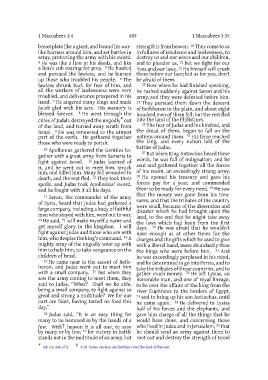 1 Maccabees 3:4 489 1 Maccabees 3:35
breastplate like a giant, and bound his war-
like harness around him, and set battles in
array, protecting the army with his sword.
4 He was like a lion in his deeds, and like
a lion's cub roaring for prey. 5 He hunted
and pursued the lawless, and he burned
up those who troubled his people. 6 The
lawless shrunk back for fear of him, and
all the workers of lawlessness were very
troubled, and deliverance prospered in his
hand. 7 He angered many kings and made
Jacob glad with his acts. His memory is
blessed forever. 8 He went through the
cities of Judah, destroyed the ungodly out
of the land, and turned away wrath from
Israel. 9 He was renowned to the utmost
part of the earth. He gathered together
those who were ready to perish.
10 Apollonius gathered the Gentiles to-
gether with a great army from Samaria to
fight against Israel. 11 Judas learned of
it, and he went out to meet him, struck
him, and killed him. Many fell wounded to
death, and the rest fled. 12 They took their
spoils, and Judas took Apollonius' sword,
and he fought with it all his days.
13 Seron, the commander of the army
of Syria, heard that Judas had gathered a
large company, including a body of faithful
men who stayed with him, went out to war.
14 He said, "I will make myself a name and
get myself glory in the kingdom. I will
fight against Judas and those who are with
him, who despise the king's command." 15 A
mighty army of the ungodly went up with
him to help him, to take vengeance on the
children of Israel.
16 He came near to the ascent of Beth-
horon, and Judas went out to meet him
with a small company. 17 But when they
saw the army coming to meet them, they
said to Judas, "What? Shall we be able,
being a small company, to fight against so
great and strong a multitude? We for our
part are faint, having tasted no food this
day."
18 Judas said, "It is an easy thing for
many to be hemmed in by the hands of a
few. With heaven it is all one, to save
by many or by few; 19 for victory in battle
stands not in the multitude of an army, but
strength is from heaven. 20 They come to us
in fullness of insolence and lawlessness, to
destroy us and our wives and our children,
and to plunder us, 21 but we fight for our
lives and our laws. 22 He himself will crush
them before our face; but as for you, don't
be afraid of them.
23 Now when he had finished speaking,
he rushed suddenly against Seron and his
army, and they were defeated before him.
24 They pursued them down the descent
of Bethhoron to the plain, and about eight
hundred men of them fell; but the rest fled
into the land of the Philistines.
25 The fear of Judas and his brothers, and
the dread of them, began to fall on the
nations around them. 26 His fame reached
the king, and every nation told of the
battles of Judas.
27 But when King Antiochus heard these
words, he was full of indignation; and he
sent and gathered together all the forces
of his realm, an exceedingly strong army.
28 He opened his treasury and gave his
forces pay for a year, and commanded
them to be ready for every need. 29 He saw
that the money was gone from his trea-
sures, and that the tributes of the country
were small, because of the dissension and
disaster which he had brought upon the
land, to the end that he might take away
the laws which had been from the first
days. 30 He was afraid that he wouldn't
have enough as at other times for the
charges and the gifts which he used to give
with a liberal hand, more abundantly than
the kings who were before him. 31 And
he was exceedingly perplexed in his mind,
and he determined to go into Persia, and to
take the tributes of those countries, and to
gather much money. 32 He left Lysias, an
honorable man, and one of royal lineage,
to be over the affairs of the king from the
river Euphrates to the borders of Egypt,
33 and to bring up his son Antiochus, until
he came again. 34 He delivered to Lysias
half of his forces and the elephants, and
gave him charge of all the things that he
would have done, and concerning those
who lived in Judea and in Jerusalem, 35 that
he should send an army against them to
root out and destroy the strength of Israel